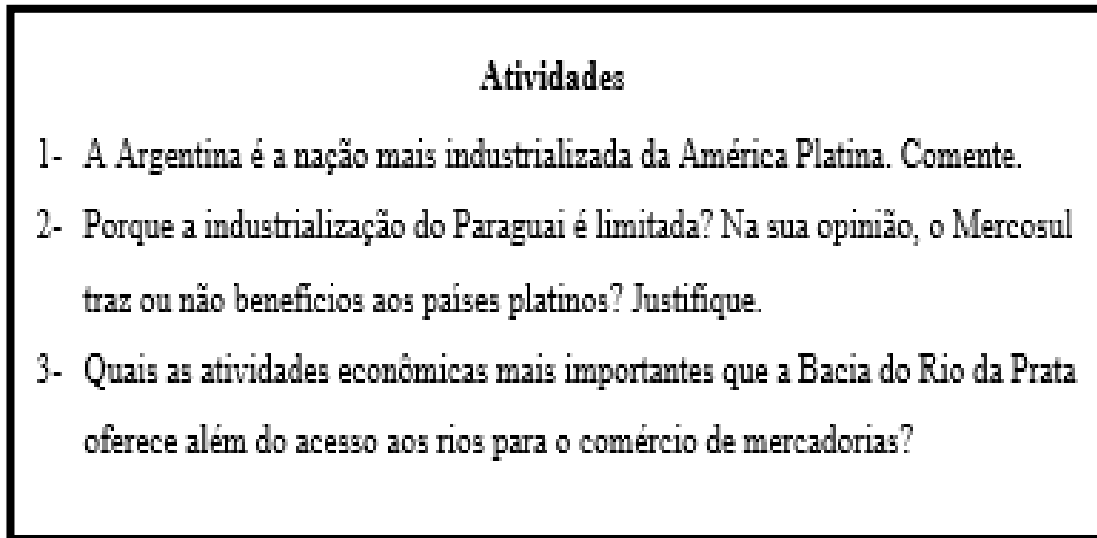 Atividades
1- A Argentina é a nação mais industrializada da América Platina. Comente.
2- Porque a industrialização do Paraguai é limitada? Na sua opinião, o Mercosul
traz ou não benefícios aos países platinos? Justifique.
3- Quais as atividades econômicas mais importantes que a Bacia do Rio da Prata
oferece além do acesso aos rios para o comércio de mercadorias?